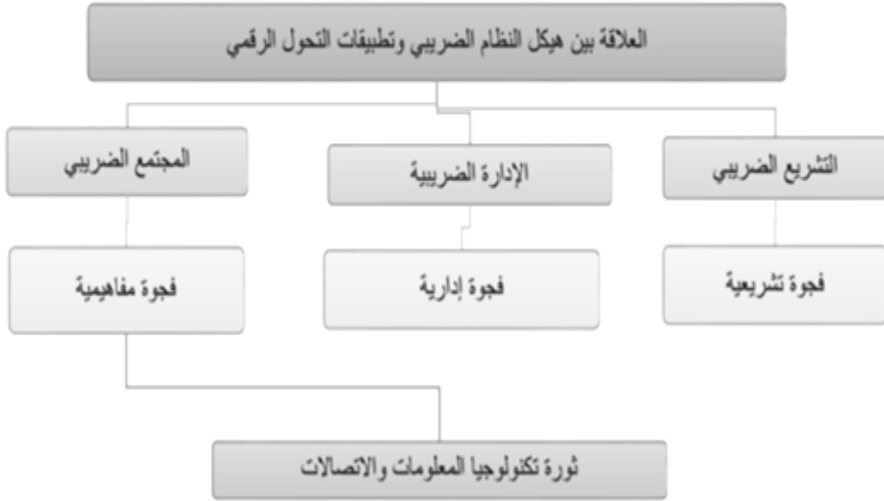 العلاقة بين هيكل النظام الضريبي وتطبيقات التحول الرقمي
التشريع الضريبي
الإدارة الضريبية
المجتمع الضريبي
فجوة تشريعية
فجوة إدارية
فجوة مفاهيمية
ثورة تكنولوجيا المعلومات والاتصالات